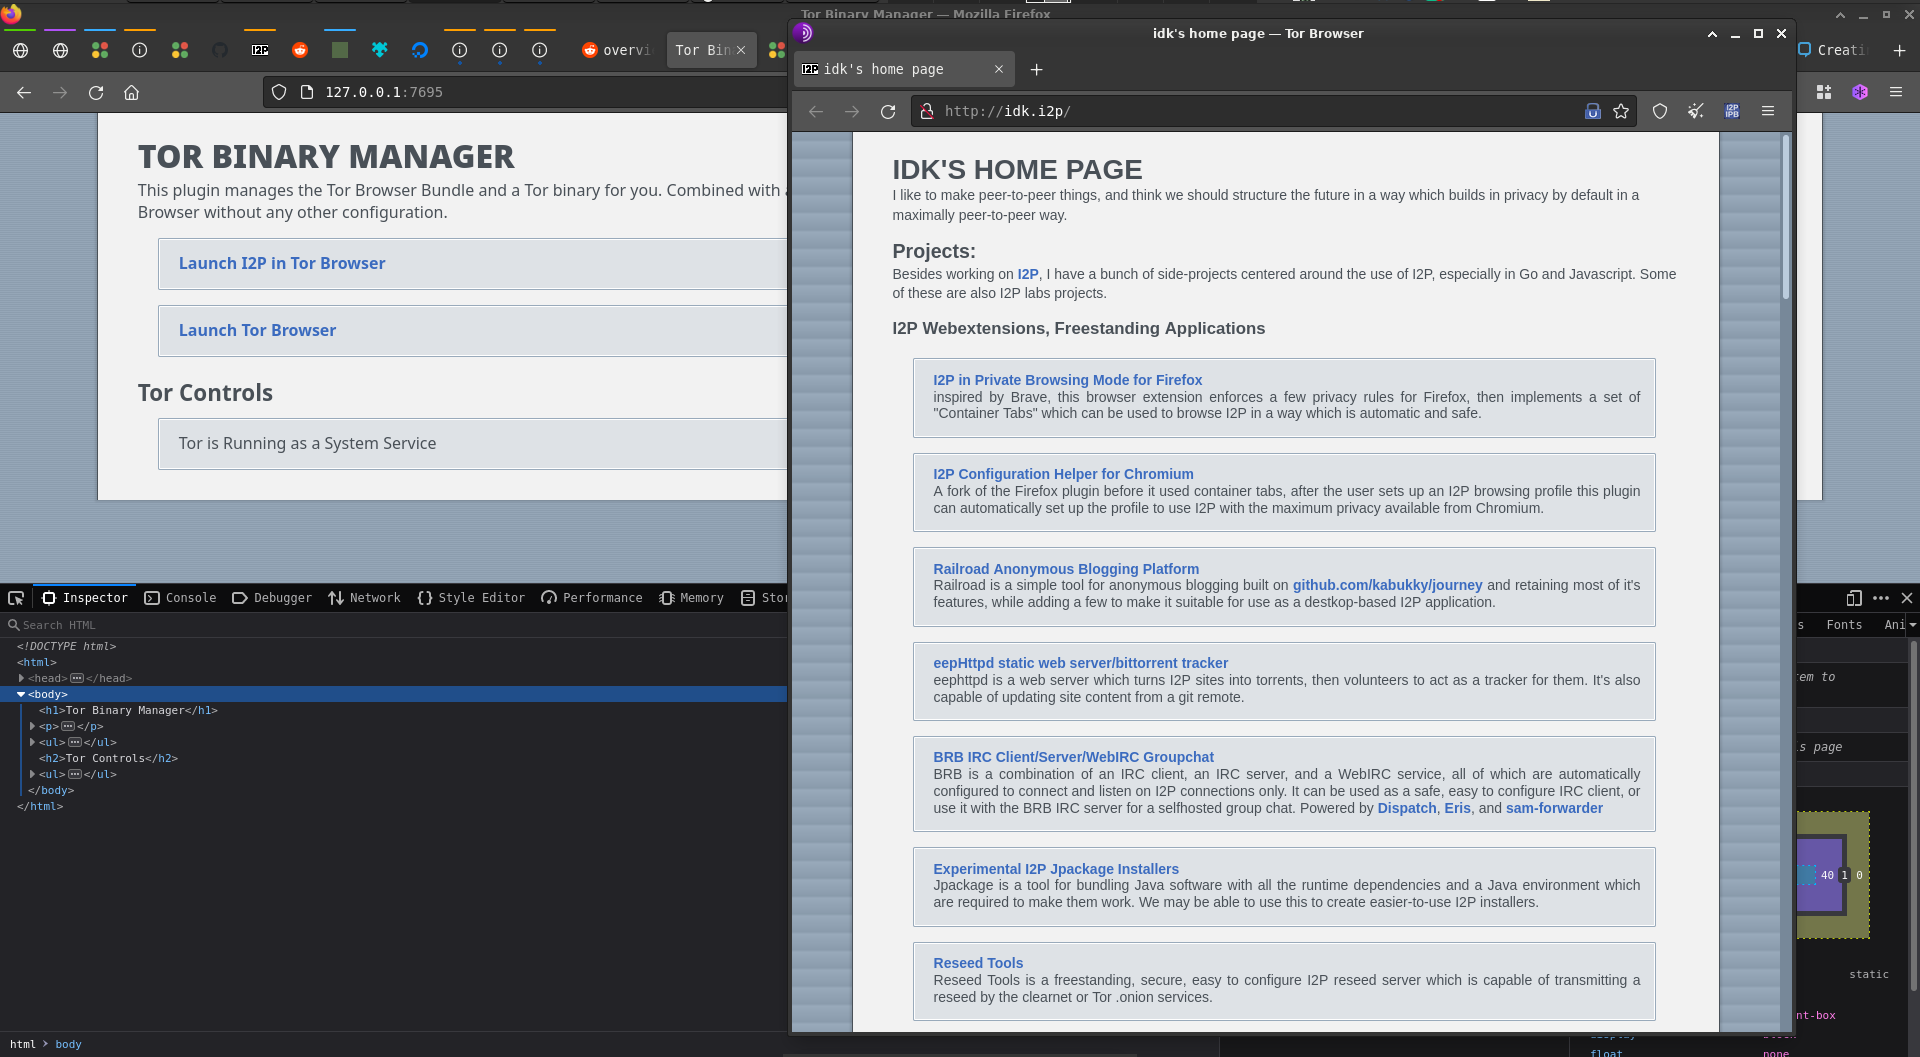 Tor Binary Manager — Mozilla Firefox
overvi
Tor Bin
Creati
127.0.0.1:7695
TOR BINARY MANAGER
This plugin manages the Tor Browser Bundle and a Tor binary for you. Combined with
Browser without any other configuration.
Launch I2P in Tor Browser
Launch Tor Browser
Tor Controls
Tor is Running as a System Service
Inspector
Console
Debugger
Network
Style Editor
Performance
Memory
Stor
Search HTML
<!DOCTYPE html>
<html>
<head> </head>
<body>
<h1>Tor Binary Manager</h1>
<p> </p>
<ul> </ul>
<h2>Tor Controls</h2>
<ul> </ul>
</body>
</html>
html > body
idk's home page — Tor Browser
I2P idk's home page
http://idk.i2p/
I2P
IPB
IDK'S HOME PAGE
I like to make peer-to-peer things, and think we should structure the future in a way which builds in privacy by default in a
maximally peer-to-peer way.
Projects:
Besides working on I2P, I have a bunch of side-projects centered around the use of I2P, especially in Go and Javascript. Some
of these are also I2P labs projects.
I2P Webextensions, Freestanding Applications
I2P in Private Browsing Mode for Firefox
inspired by Brave, this browser extension enforces a few privacy rules for Firefox, then implements a set of
"Container Tabs" which can be used to browse I2P in a way which is automatic and safe.
I2P Configuration Helper for Chromium
A fork of the Firefox plugin before it used container tabs, after the user sets up an I2P browsing profile this plugin
can automatically set up the profile to use I2P with the maximum privacy available from Chromium.
Railroad Anonymous Blogging Platform
Railroad is a simple tool for anonymous blogging built on github.com/kabukky/journey and retaining most of it's
features, while adding a few to make it suitable for use as a destkop-based I2P application.
eepHttpd static web server/bittorrent tracker
eephttpd is a web server which turns I2P sites into torrents, then volunteers to act as a tracker for them. It's also
capable of updating site content from a git remote.
BRB IRC Client/Server/WebIRC Groupchat
BRB is a combination of an IRC client, an IRC server, and a WebIRC service, all of which are automatically
configured to connect and listen on I2P connections only. It can be used as a safe, easy to configure IRC client, or
use it with the BRB IRC server for a selfhosted group chat. Powered by Dispatch, Eris, and sam-forwarder
Experimental I2P Jpackage Installers
Jpackage is a tool for bundling Java software with all the runtime dependencies and a Java environment which
are required to make them work. We may be able to use this to create easier-to-use I2P installers.
Reseed Tools
Reseed Tools is a freestanding, secure, easy to configure I2P reseed server which is capable of transmitting a
reseed by the clearnet or Tor .onion services.
s
Fonts
Ani
em to
s page
40 1 0
static
nt-box
float
none